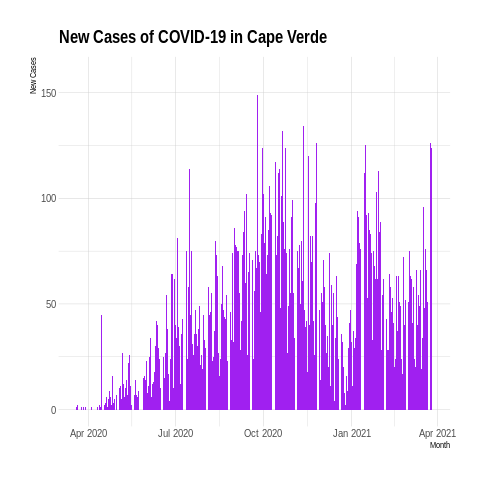 New Cases of COVID-19 in Cape Verde
New Cases
150
100
50
0
Apr 2020 Jul 2020 Oct 2020 Jan 2021 Apr 2021
Month